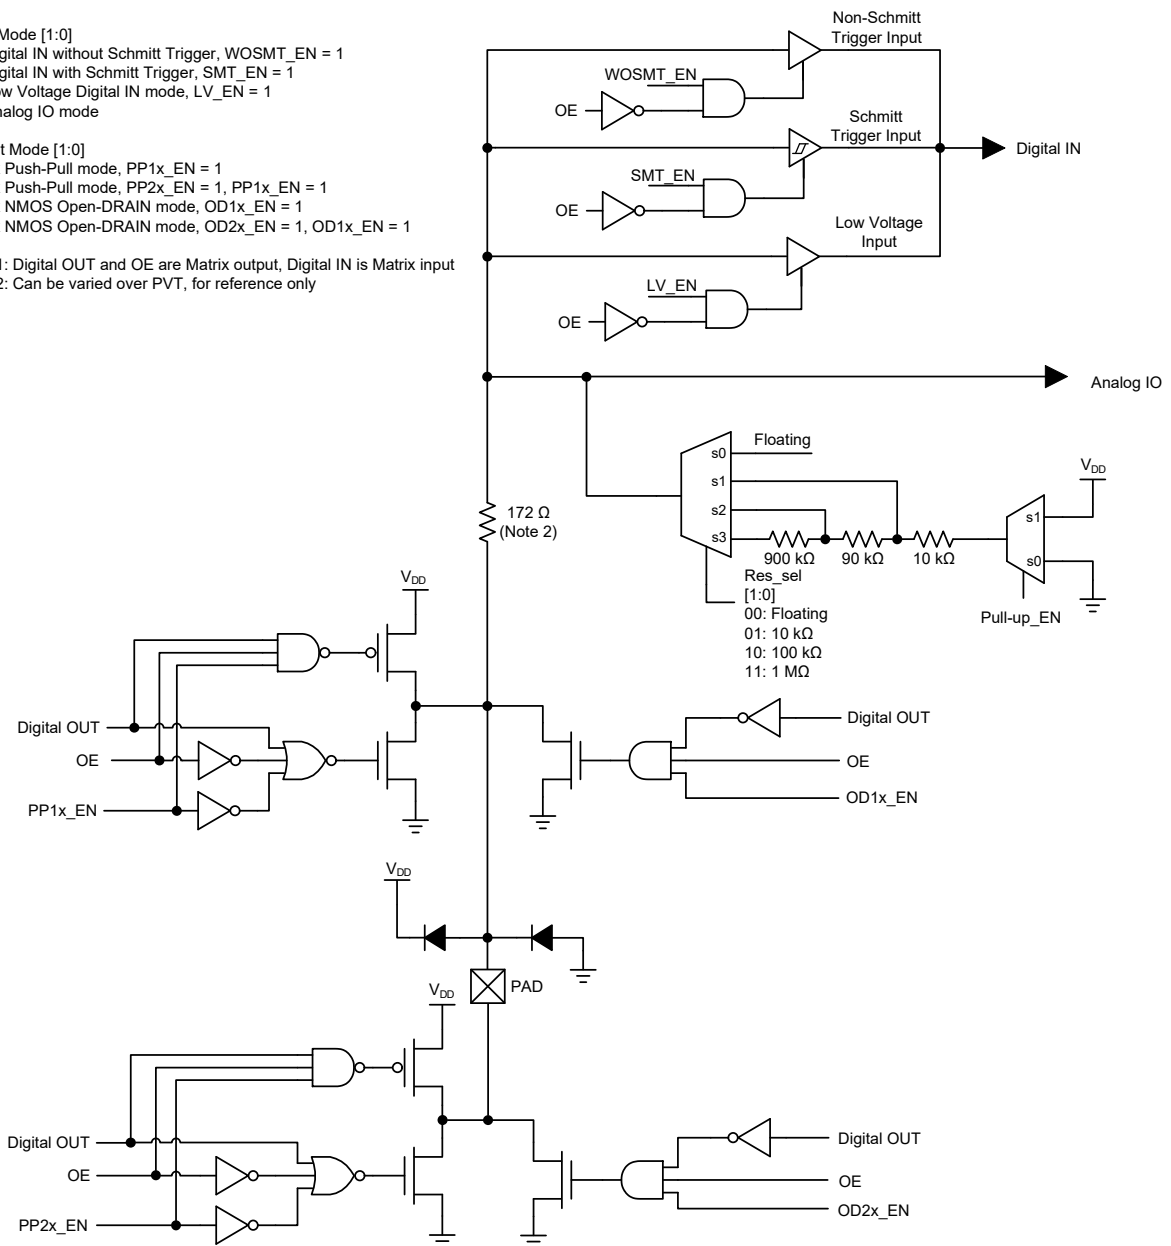 Mode [1:0]
gital IN without Schmitt Trigger, WOSMT_EN = 1
gital IN with Schmitt Trigger, SMT_EN = 1
w Voltage Digital IN mode, LV_EN = 1
nalog IO mode
t Mode [1:0]
Push-Pull mode, PP1x_EN = 1
Push-Pull mode, PP2x_EN = 1, PP1x_EN = 1
NMOS Open-DRAIN mode, OD1x_EN = 1
NMOS Open-DRAIN mode, OD2x_EN = 1, OD1x_EN = 1
1: Digital OUT and OE are Matrix output, Digital IN is Matrix input
2: Can be varied over PVT, for reference only
Non-Schmitt
Trigger Input
WOSMT_EN
OE
Schmitt
Trigger Input
Digital IN
SMT_EN
OE
Low Voltage
Input
LV_EN
OE
Analog IO
Floating
s0
s1
s2
s3
172 Ω
(Note 2)
900 kΩ
90 kΩ
10 kΩ
VDD
s1
s0
Pull-up_EN
Res_sel
[1:0]
00: Floating
01: 10 kΩ
10: 100 kΩ
11: 1 MΩ
VDD
Digital OUT
OE
PP1x_EN
Digital OUT
OE
OD1x_EN
VDD
PAD
VDD
Digital OUT
OE
PP2x_EN
Digital OUT
OE
OD2x_EN